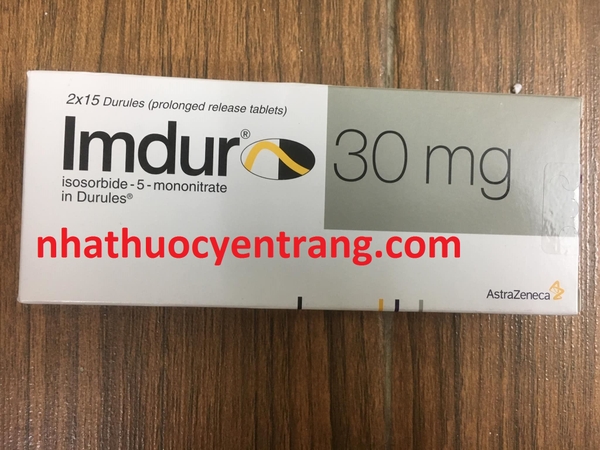 2x15 Durules (prolonged release tablets)
Imdur®
30 mg
isosorbide-5-mononitrate
in Durules®
nhathuocyentrang.com
AstraZeneca